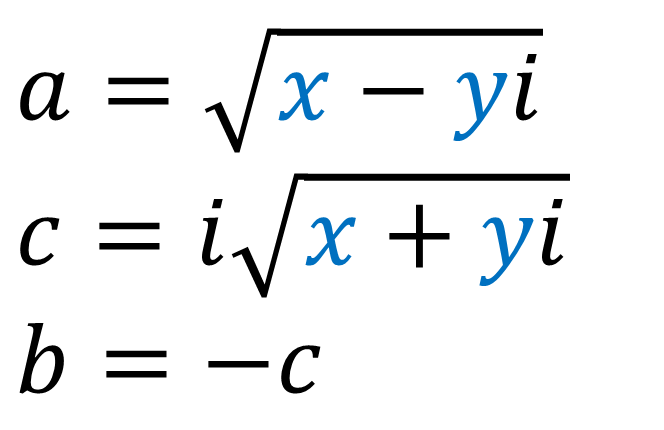 a = √(x − yi)
c = i√(x + yi)
b = −c